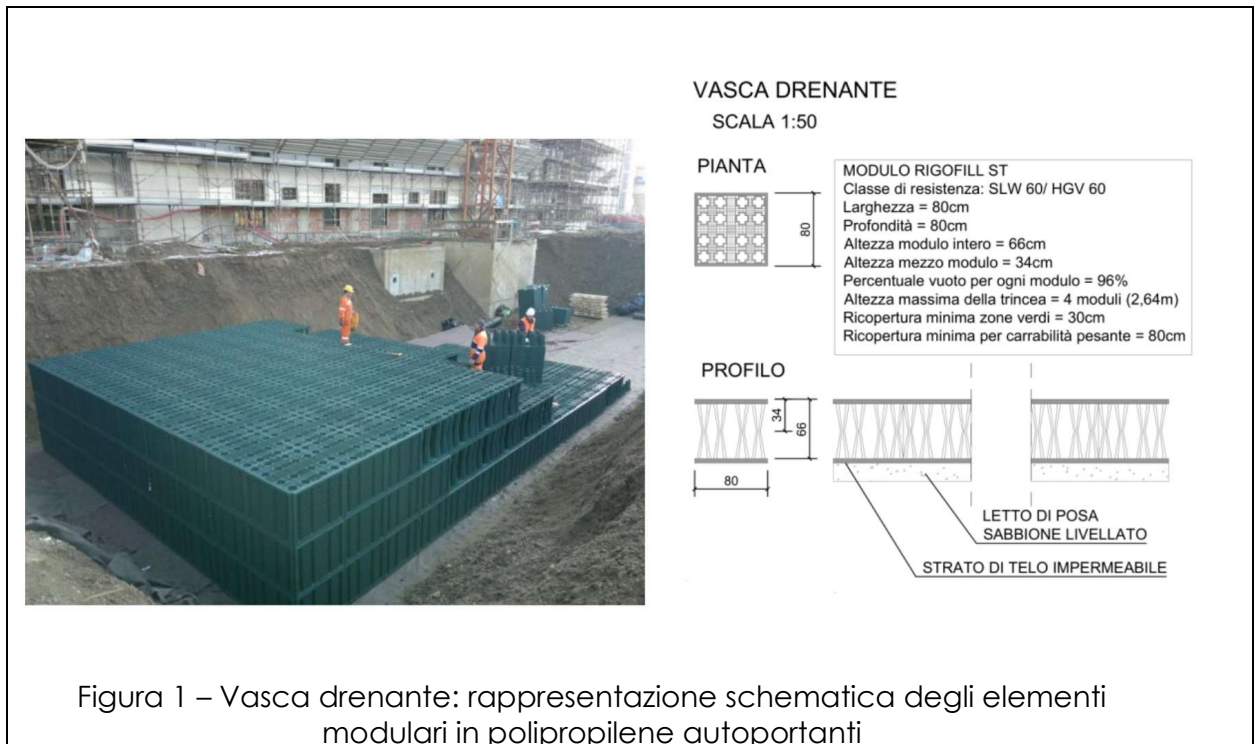 VASCA DRENANTE
SCALA 1:50
PIANTA
80
MODULO RIGOFILL ST
Classe di resistenza: SLW 60/ HGV 60
Larghezza = 80cm
Profondità = 80cm
Altezza modulo intero = 66cm
Altezza mezzo modulo = 34cm
Percentuale vuoto per ogni modulo = 96%
Altezza massima della trincea = 4 moduli (2,64m)
Ricopertura minima zone verdi = 30cm
Ricopertura minima per carrabilità pesante = 80cm
PROFILO
34
66
80
LETTO DI POSA
SABBIONE LIVELLATO
STRATO DI TELO IMPERMEABILE
Figura 1 – Vasca drenante: rappresentazione schematica degli elementi
modulari in polipropilene autoportanti